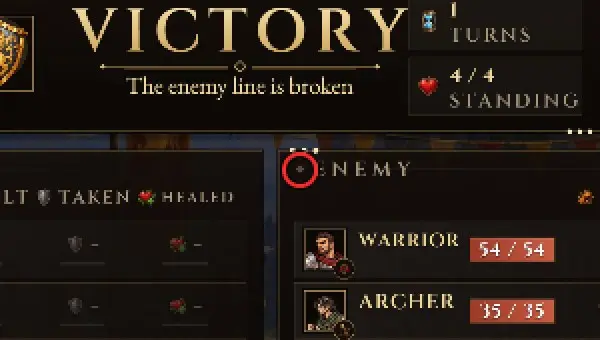 VICTORY
The enemy line is broken
1
TURNS
4 / 4
STANDING
LT TAKEN HEALED
ENEMY
– –
WARRIOR
54 / 54
– –
ARCHER
35 / 35